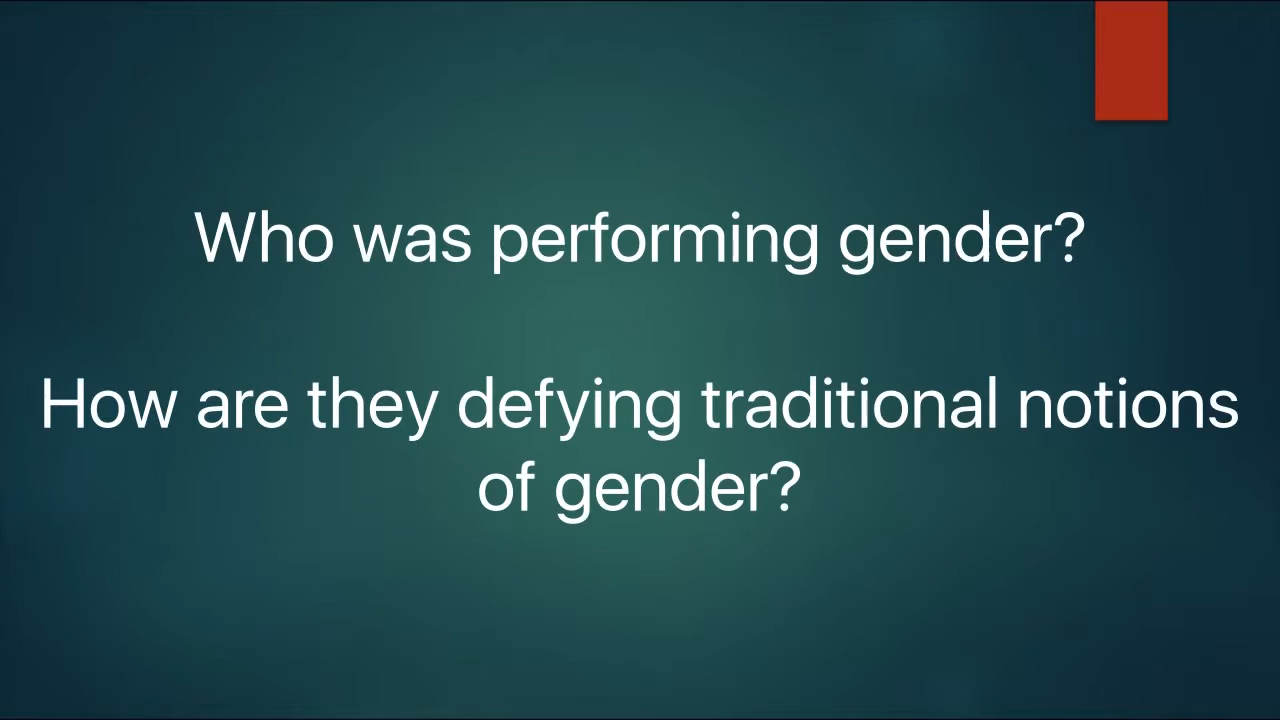 Who was performing gender?
How are they defying traditional notions
of gender?